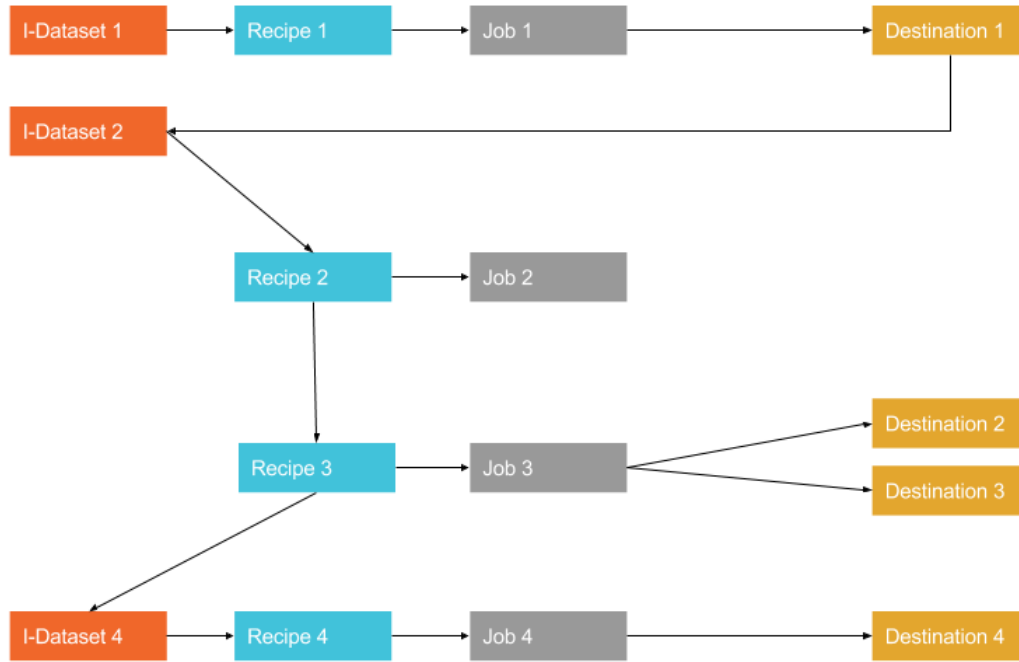 I-Dataset 1
Recipe 1
Job 1
Destination 1
I-Dataset 2
Recipe 2
Job 2
Destination 2
Recipe 3
Job 3
Destination 3
I-Dataset 4
Recipe 4
Job 4
Destination 4